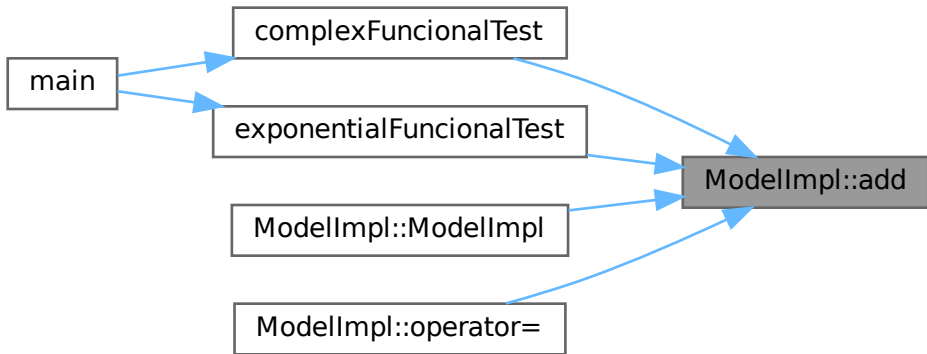 complexFuncionalTest
main
exponentialFuncionalTest
ModelImpl::add
ModelImpl::ModelImpl
ModelImpl::operator=